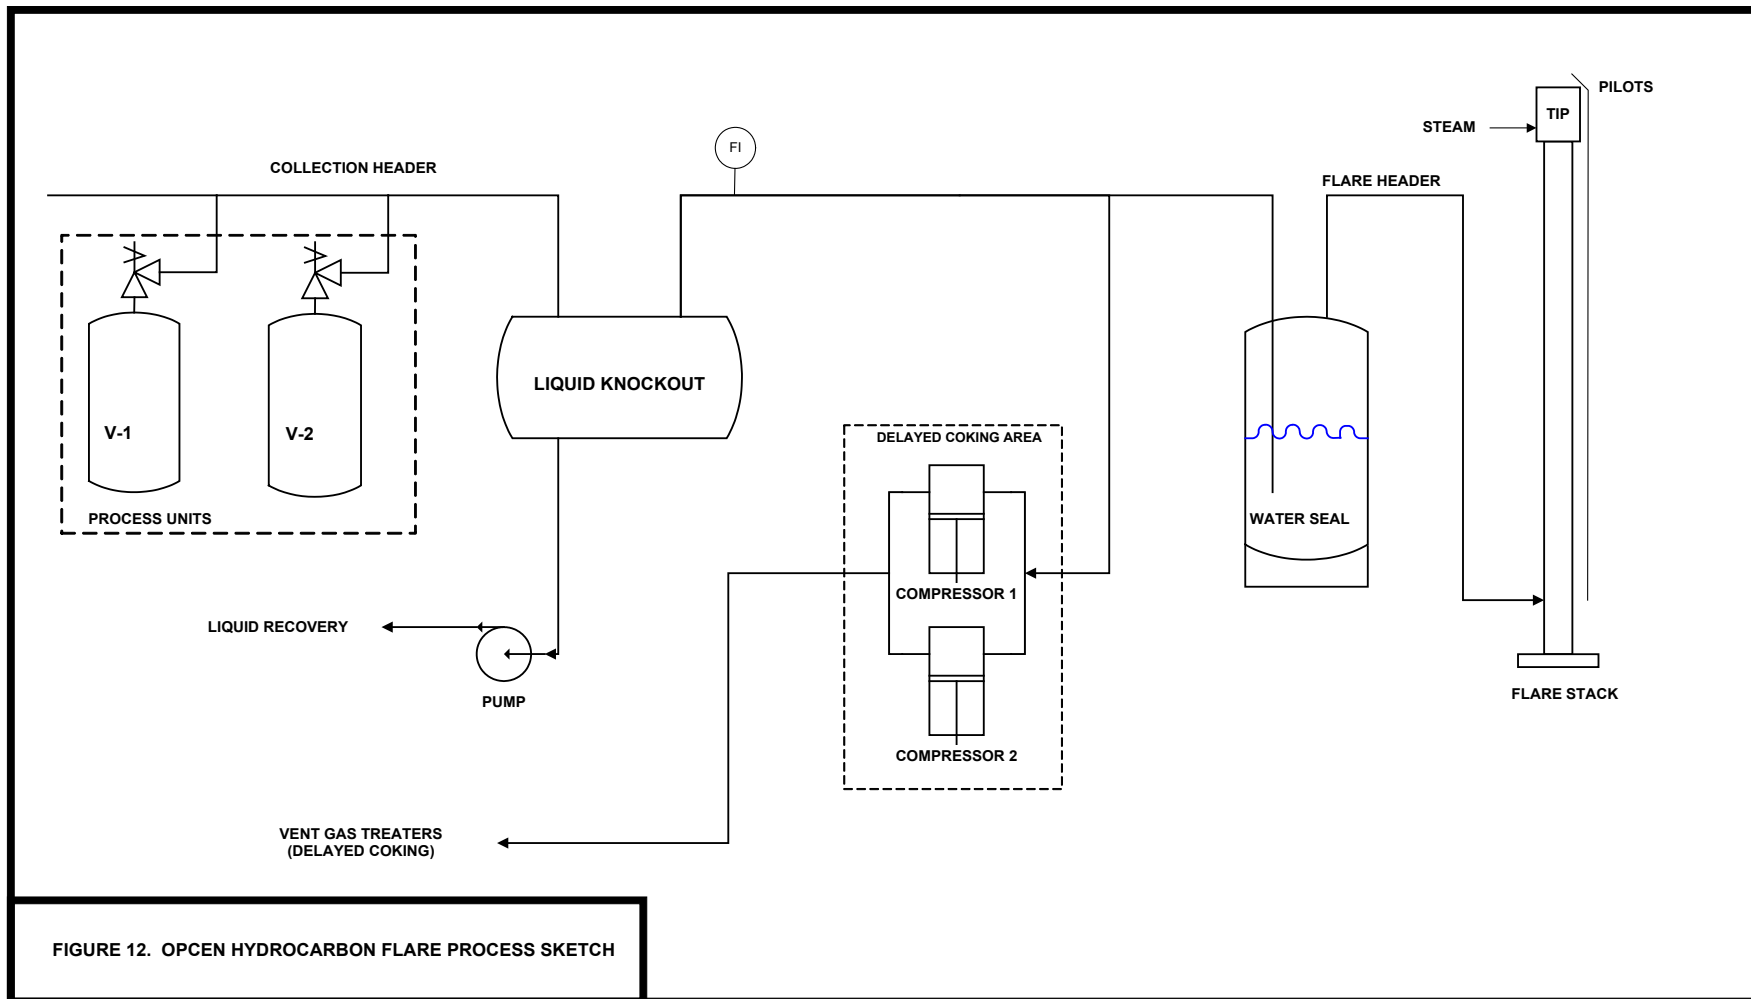 PILOTS
TIP
STEAM
FI
COLLECTION HEADER
FLARE HEADER
LIQUID KNOCKOUT
V-1
V-2
DELAYED COKING AREA
PROCESS UNITS
WATER SEAL
COMPRESSOR 1
LIQUID RECOVERY
PUMP
FLARE STACK
COMPRESSOR 2
VENT GAS TREATERS
(DELAYED COKING)
FIGURE 12.  OPCEN HYDROCARBON FLARE PROCESS SKETCH